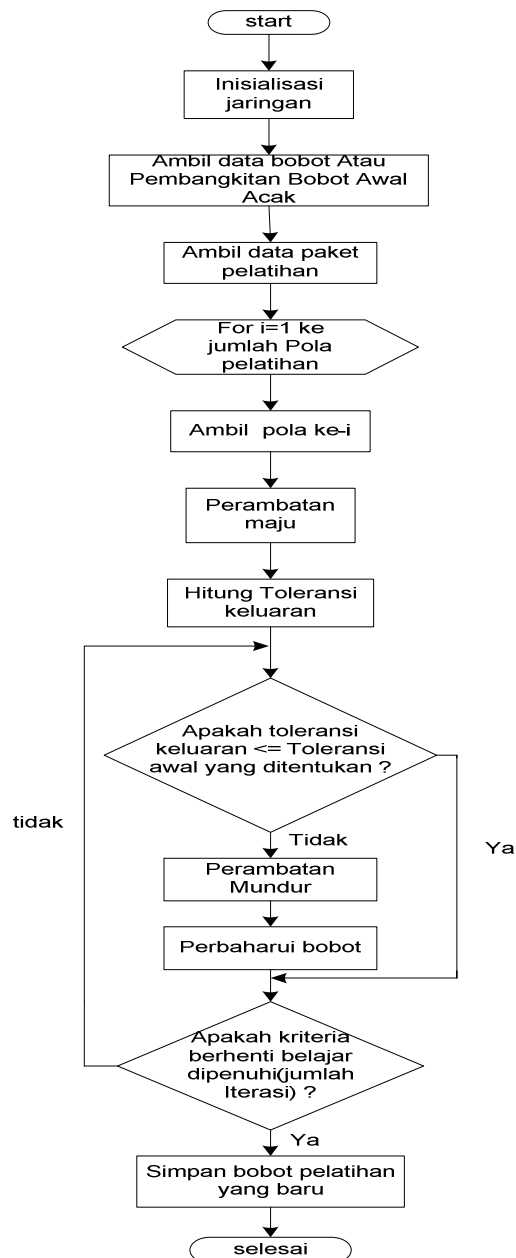 start
Inisialisasi
jaringan
Ambil data bobot Atau
Pembangkitan Bobot Awal
Acak
Ambil data paket
pelatihan
For i=1 ke
jumlah Pola
pelatihan
Ambil pola ke-i
Perambatan
maju
Hitung Toleransi
keluaran
Apakah toleransi
keluaran <= Toleransi
awal yang ditentukan ?
tidak
Tidak
Ya
Perambatan
Mundur
Perbaharui bobot
Apakah kriteria
berhenti belajar
dipenuhi(jumlah
Iterasi) ?
Ya
Simpan bobot pelatihan
yang baru
selesai